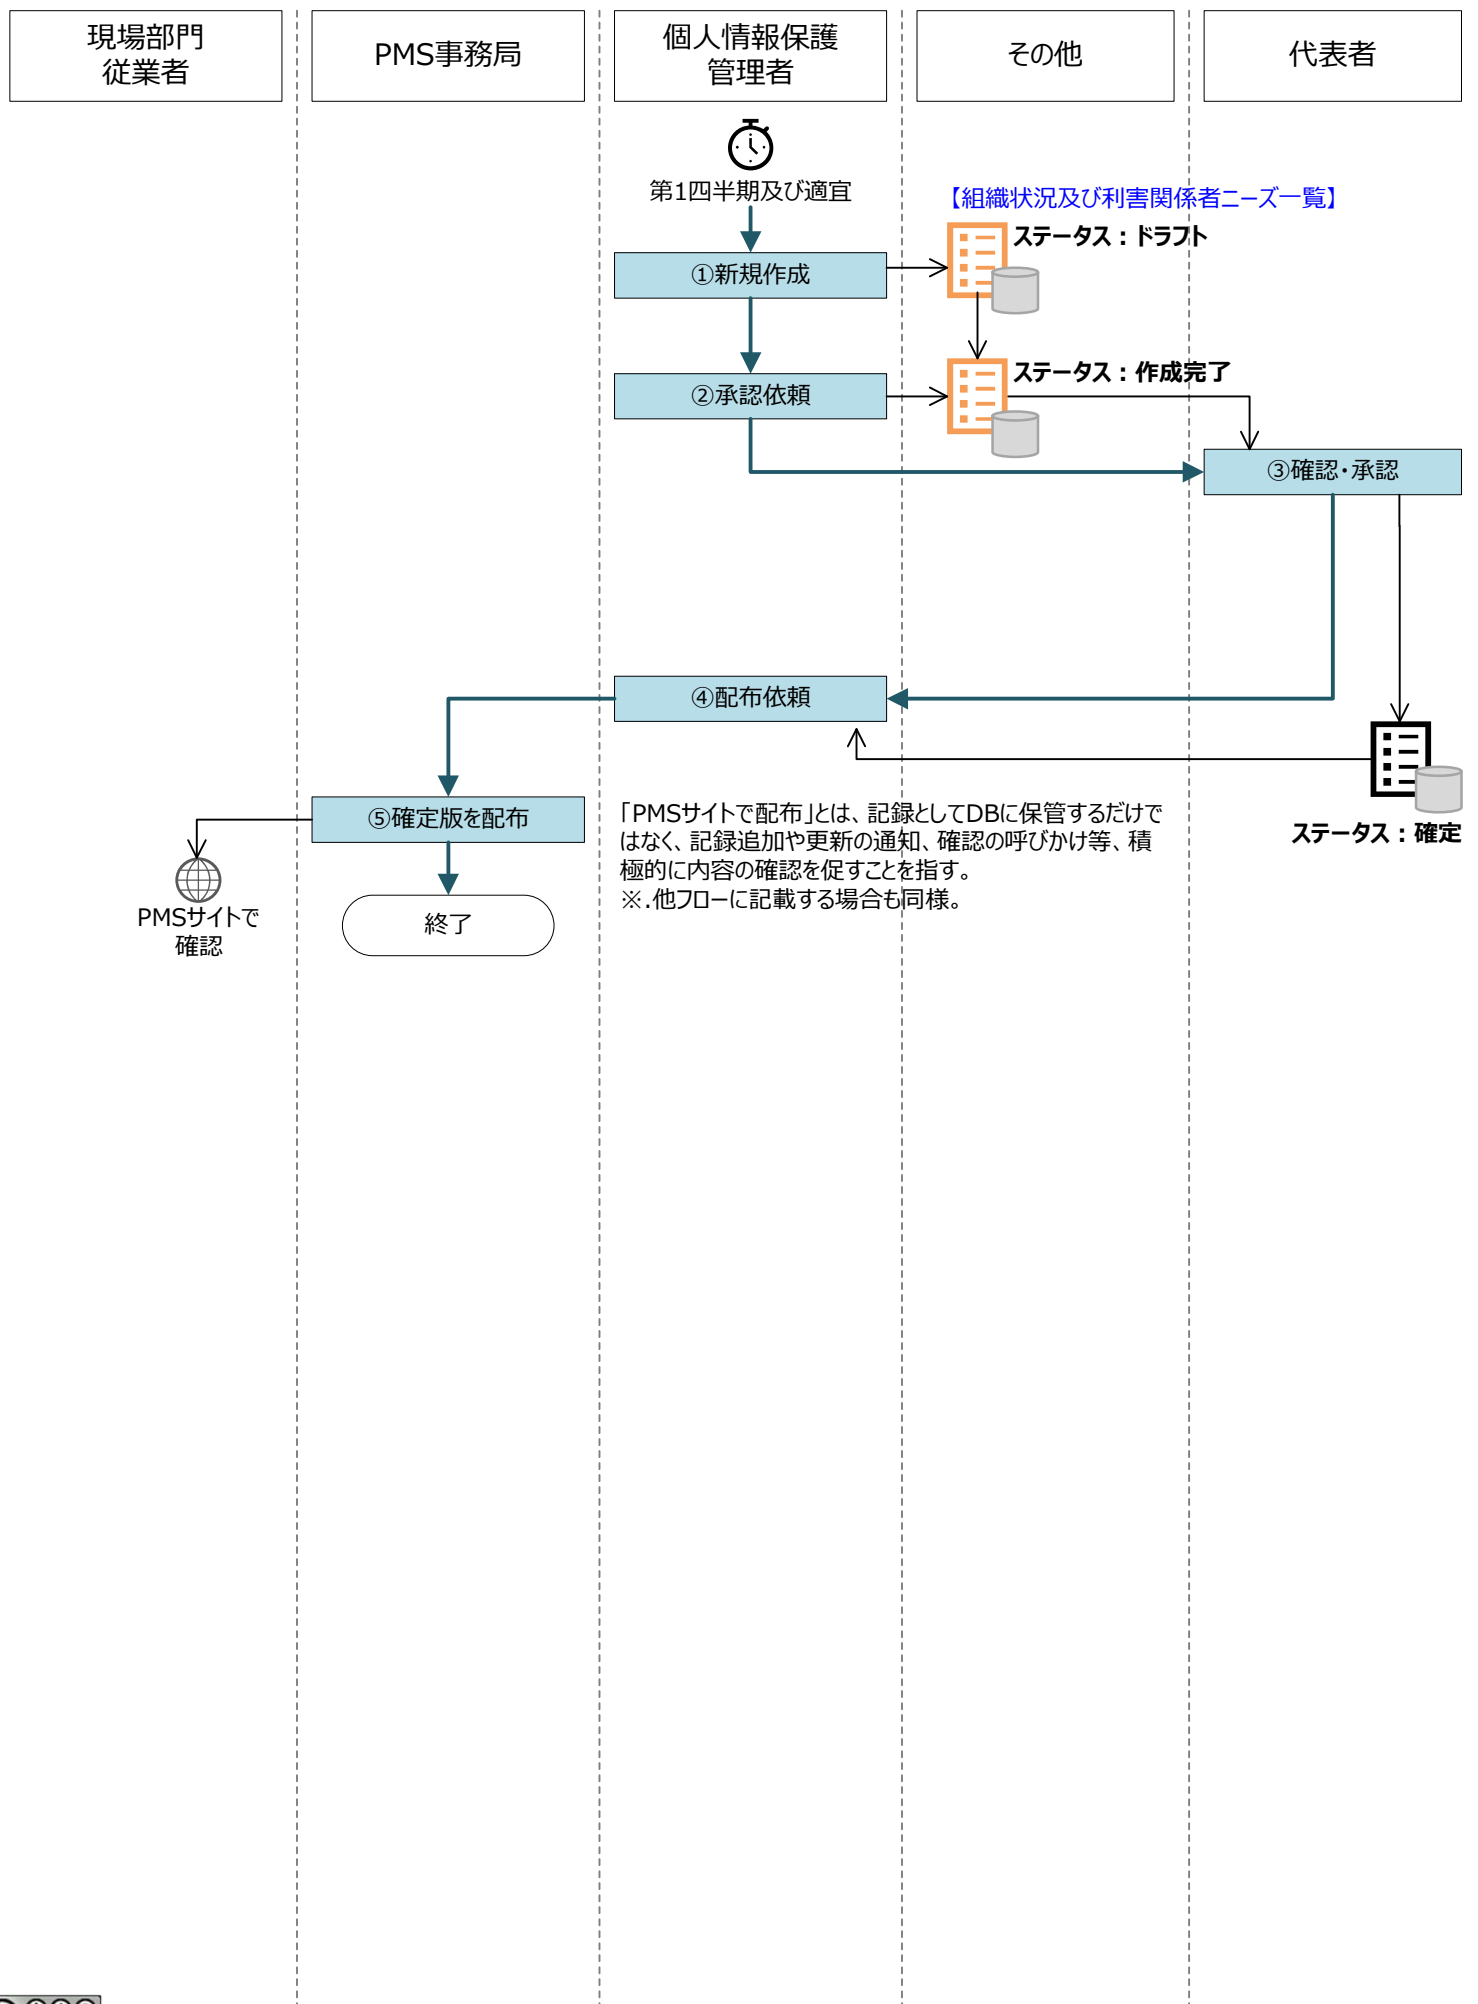 現場部門
従業者
PMS事務局
個人情報保護
管理者
その他
代表者
第1四半期及び適宜
【組織状況及び利害関係者ニーズ一覧】
ステータス：ドラフト
①新規作成
ステータス：作成完了
②承認依頼
③確認・承認
④配布依頼
⑤確定版を配布
「PMSサイトで配布」とは、記録としてDBに保管するだけで
はなく、記録追加や更新の通知、確認の呼びかけ等、積
極的に内容の確認を促すことを指す。
※.他フローに記載する場合も同様。
ステータス：確定
PMSサイトで
確認
終了